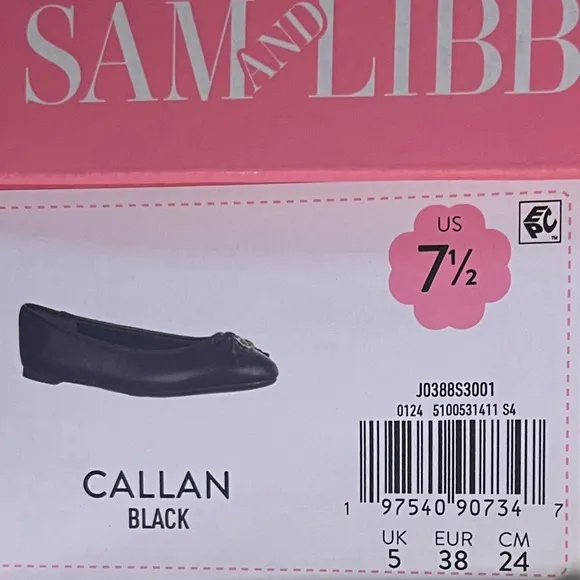 SAM AND LIBB
US
7½
EPC™
J0388S3001
0124 5100531411 S4
CALLAN
BLACK
1 97540 90734 7
UK EUR CM
5 38 24